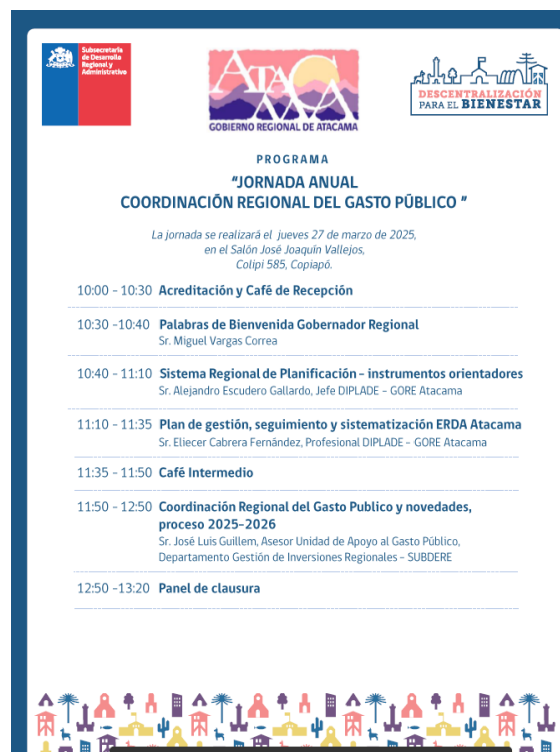 Subsecretaría
de Desarrollo
Regional y
Administrativo
ATACAMA
GOBIERNO REGIONAL DE ATACAMA
DESCENTRALIZACIÓN
PARA EL BIENESTAR
PROGRAMA
“JORNADA ANUAL
COORDINACIÓN REGIONAL DEL GASTO PÚBLICO ”
La jornada se realizará el jueves 27 de marzo de 2025,
en el Salón José Joaquín Vallejos,
Colipi 585, Copiapó.
10:00 - 10:30 Acreditación y Café de Recepción
10:30 -10:40 Palabras de Bienvenida Gobernador Regional
Sr. Miguel Vargas Correa
10:40 - 11:10 Sistema Regional de Planificación - instrumentos orientadores
Sr. Alejandro Escudero Gallardo, Jefe DIPLADE - GORE Atacama
11:10 - 11:35 Plan de gestión, seguimiento y sistematización ERDA Atacama
Sr. Eliecer Cabrera Fernández, Profesional DIPLADE - GORE Atacama
11:35 - 11:50 Café Intermedio
11:50 - 12:50 Coordinación Regional del Gasto Publico y novedades,
proceso 2025-2026
Sr. José Luis Guillem, Asesor Unidad de Apoyo al Gasto Público,
Departamento Gestión de Inversiones Regionales - SUBDERE
12:50 -13:20 Panel de clausura